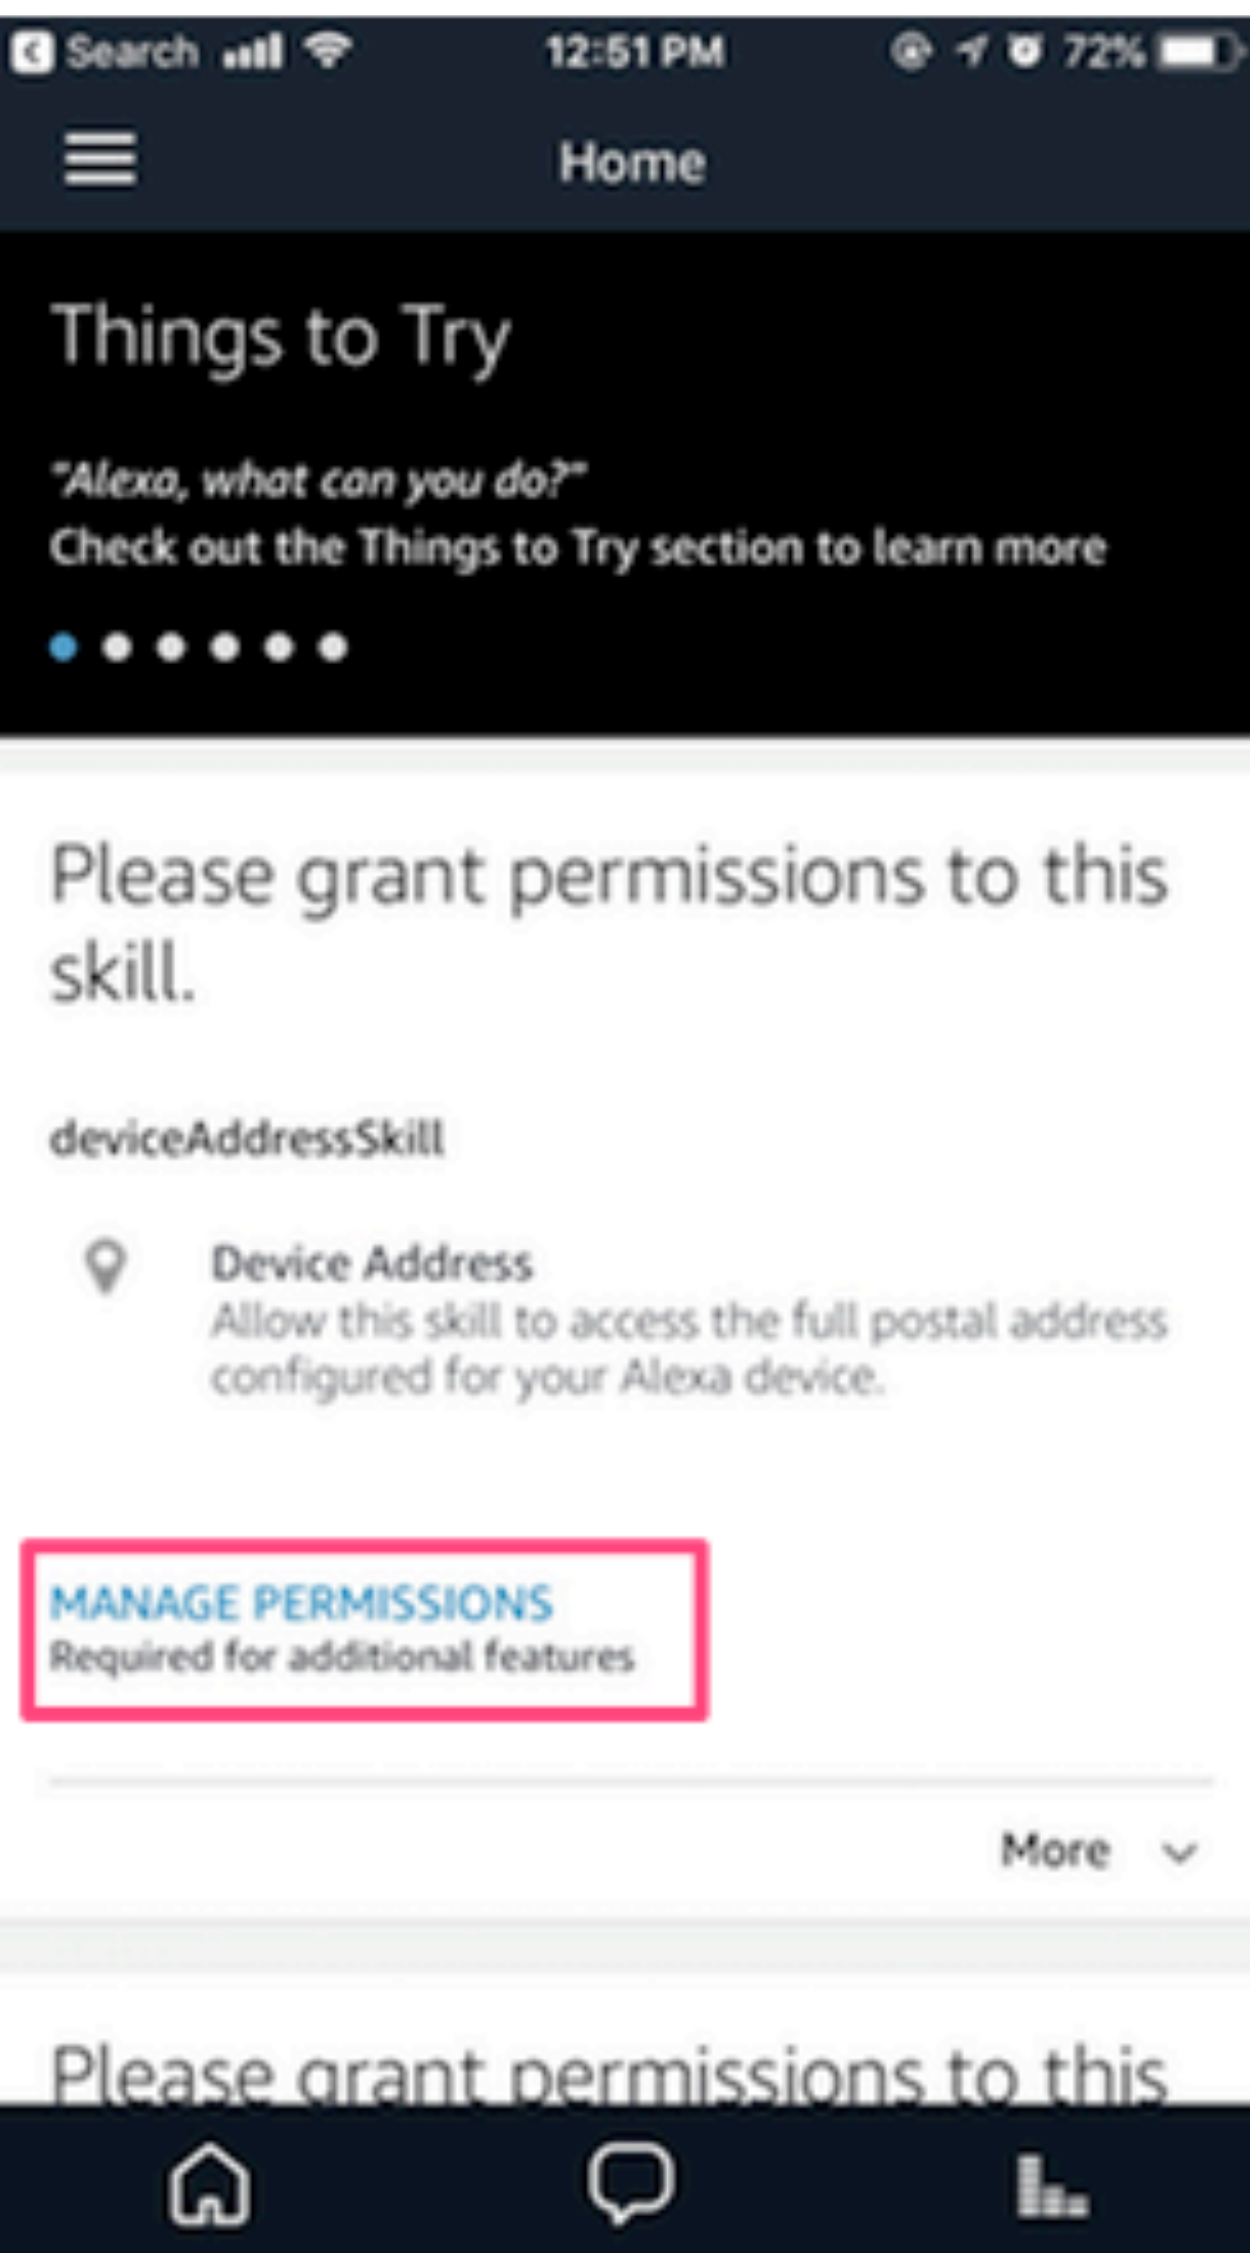 Search 12:51 PM 72%
Home
Things to Try
"Alexa, what can you do?"
Check out the Things to Try section to learn more
Please grant permissions to this
skill.
deviceAddressSkill
Device Address
Allow this skill to access the full postal address
configured for your Alexa device.
MANAGE PERMISSIONS
Required for additional features
More
Please grant permissions to this